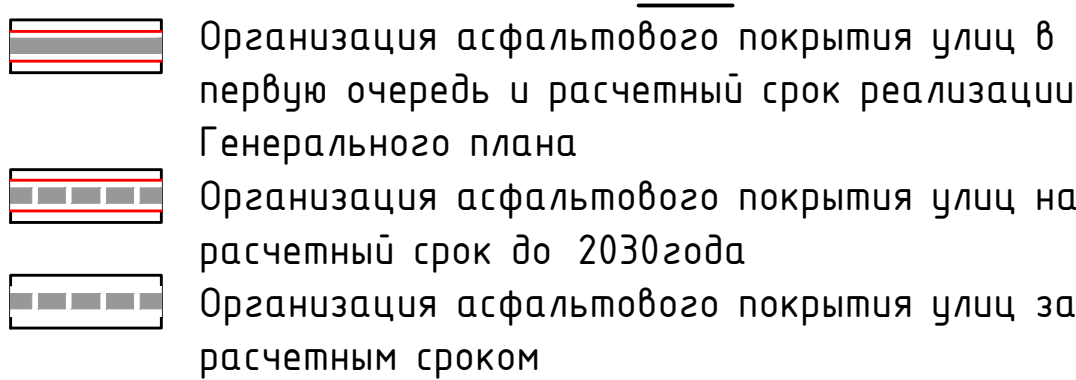 Организация асфальтового покрытия улиц в
первую очередь и расчетный срок реализации
Генерального плана
Организация асфальтового покрытия улиц на
расчетный срок до 2030года
Организация асфальтового покрытия улиц за
расчетным сроком